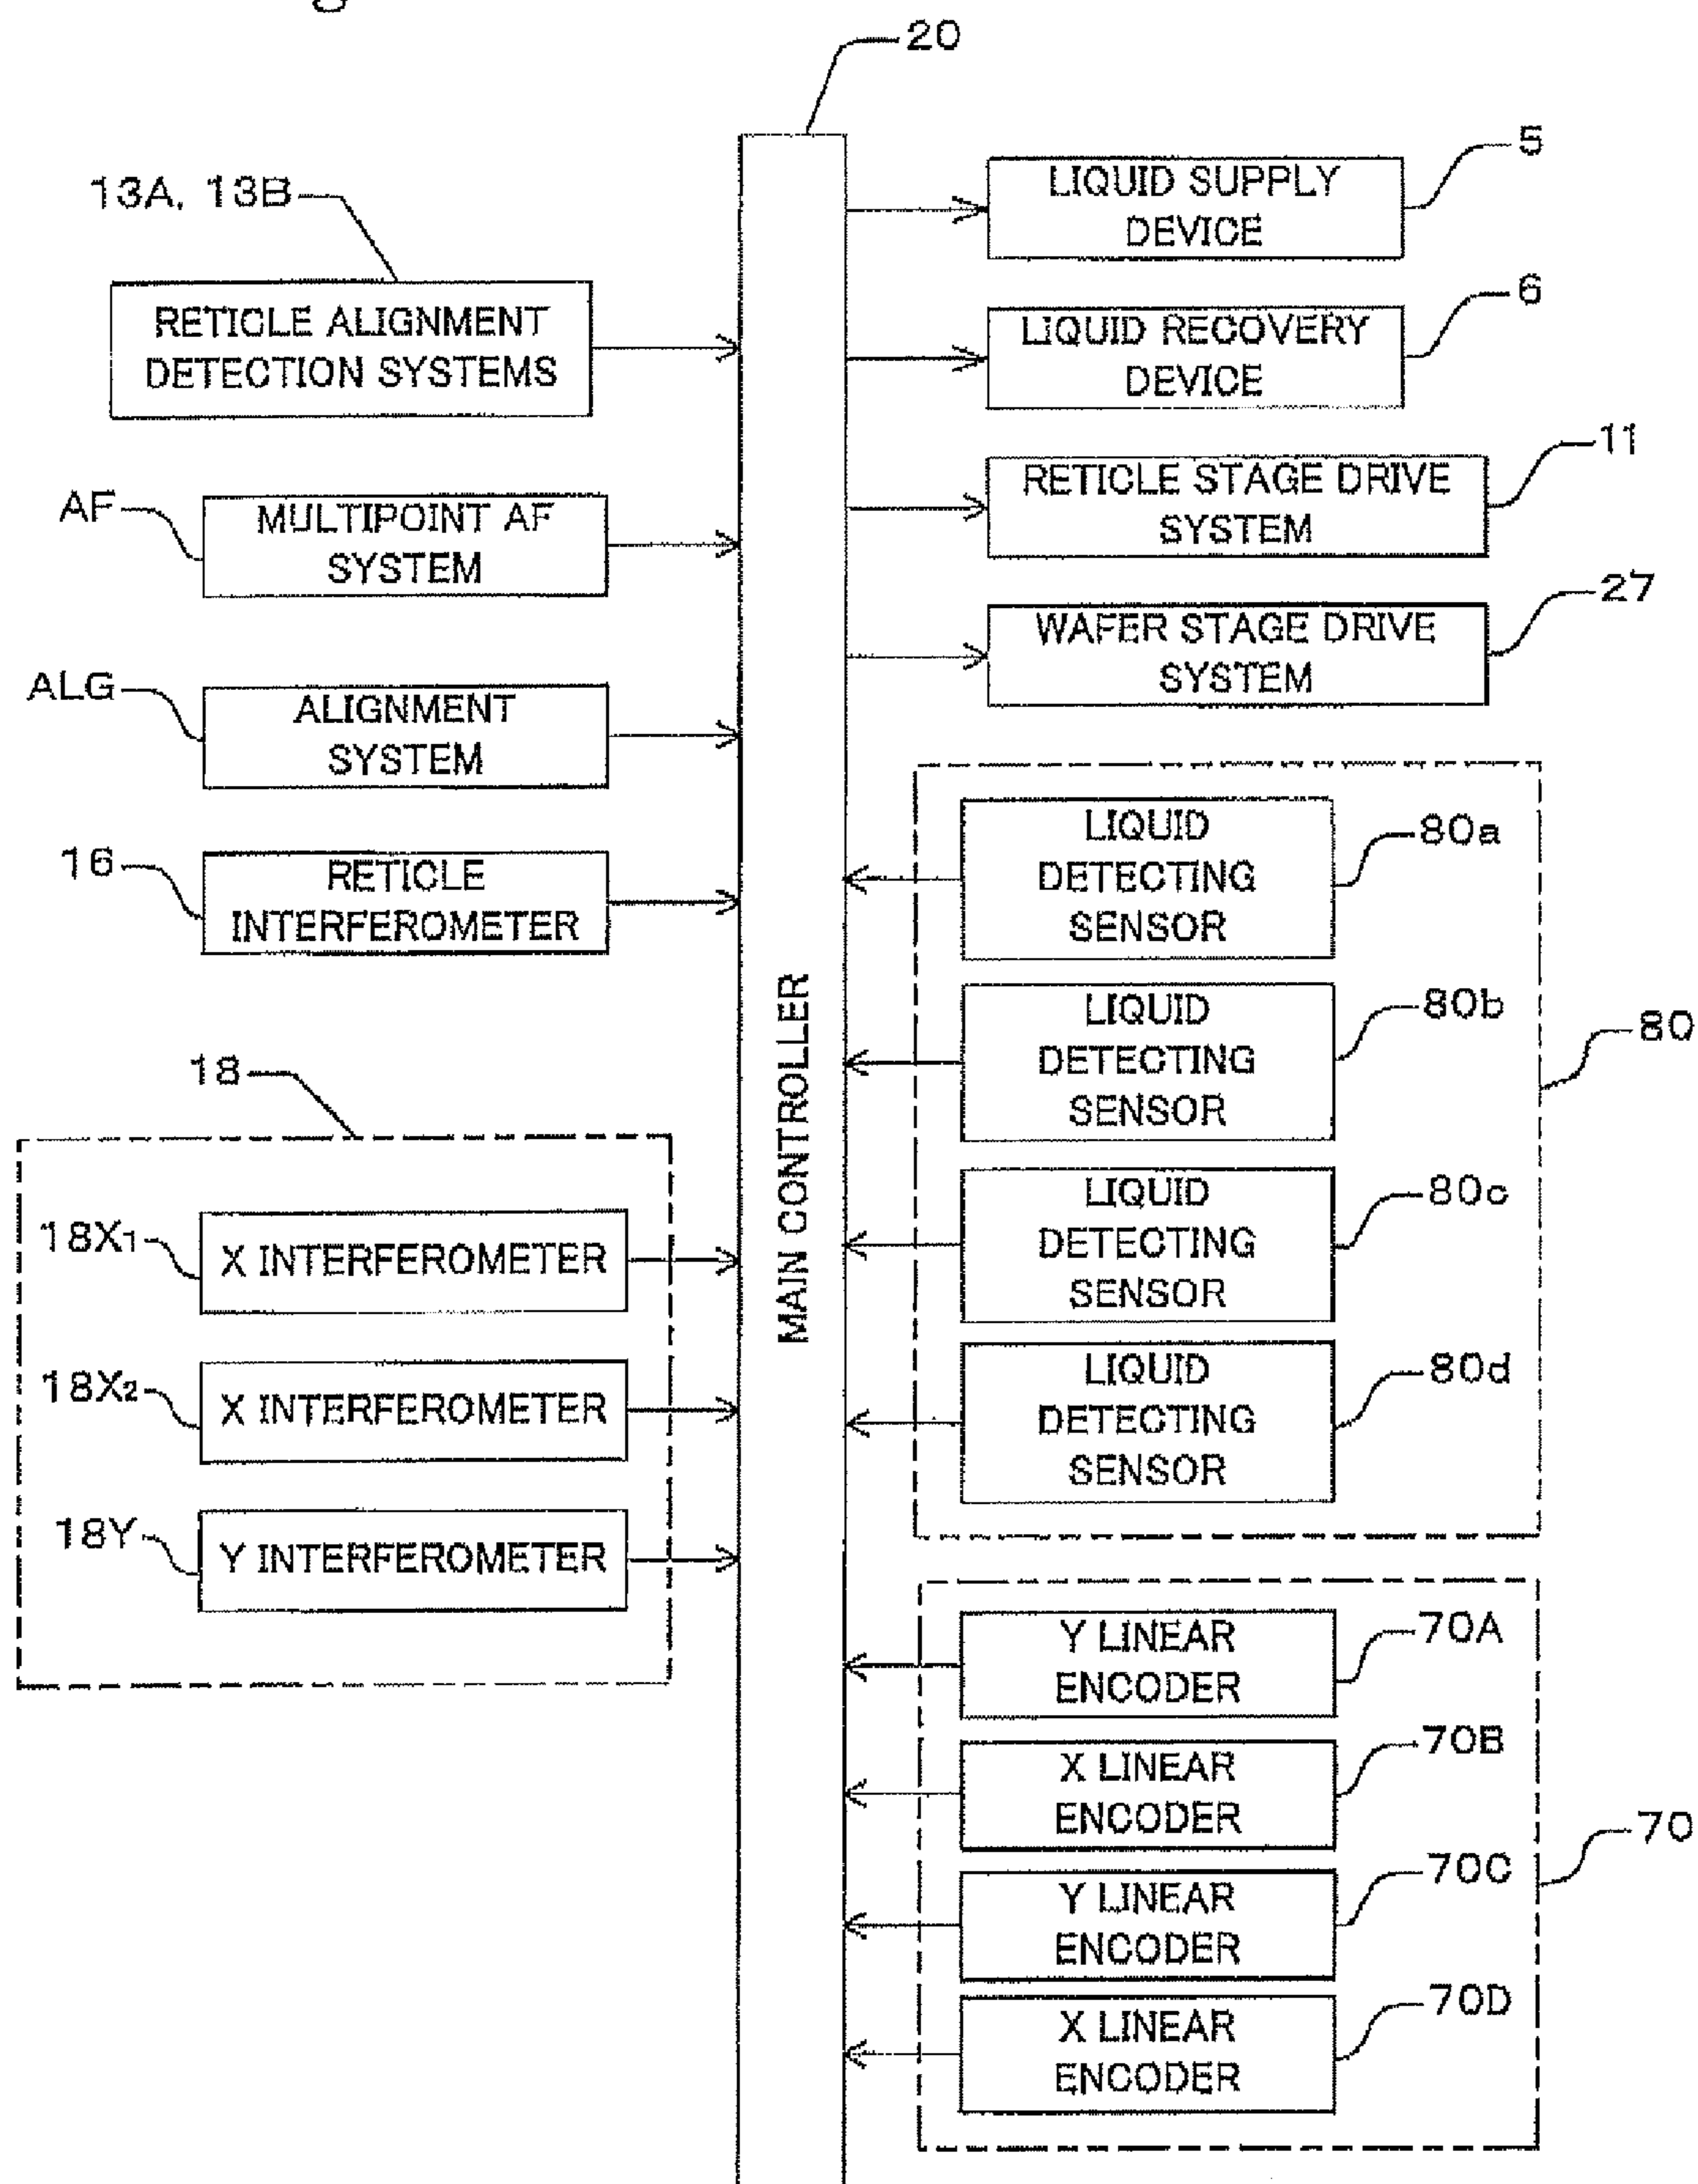 20
13A, 13B
RETICLE ALIGNMENT
DETECTION SYSTEMS
AF
MULTIPOINT AF
SYSTEM
ALG
ALIGNMENT
SYSTEM
16
RETICLE
INTERFEROMETER
18
18X1
X INTERFEROMETER
18X2
X INTERFEROMETER
18Y
Y INTERFEROMETER
MAIN CONTROLLER
LIQUID SUPPLY
DEVICE
5
LIQUID RECOVERY
DEVICE
6
RETICLE STAGE DRIVE
SYSTEM
11
WAFER STAGE DRIVE
SYSTEM
27
LIQUID
DETECTING
SENSOR
80a
LIQUID
DETECTING
SENSOR
80b
80
LIQUID
DETECTING
SENSOR
80c
LIQUID
DETECTING
SENSOR
80d
Y LINEAR
ENCODER
70A
X LINEAR
ENCODER
70B
70
Y LINEAR
ENCODER
70C
X LINEAR
ENCODER
70D